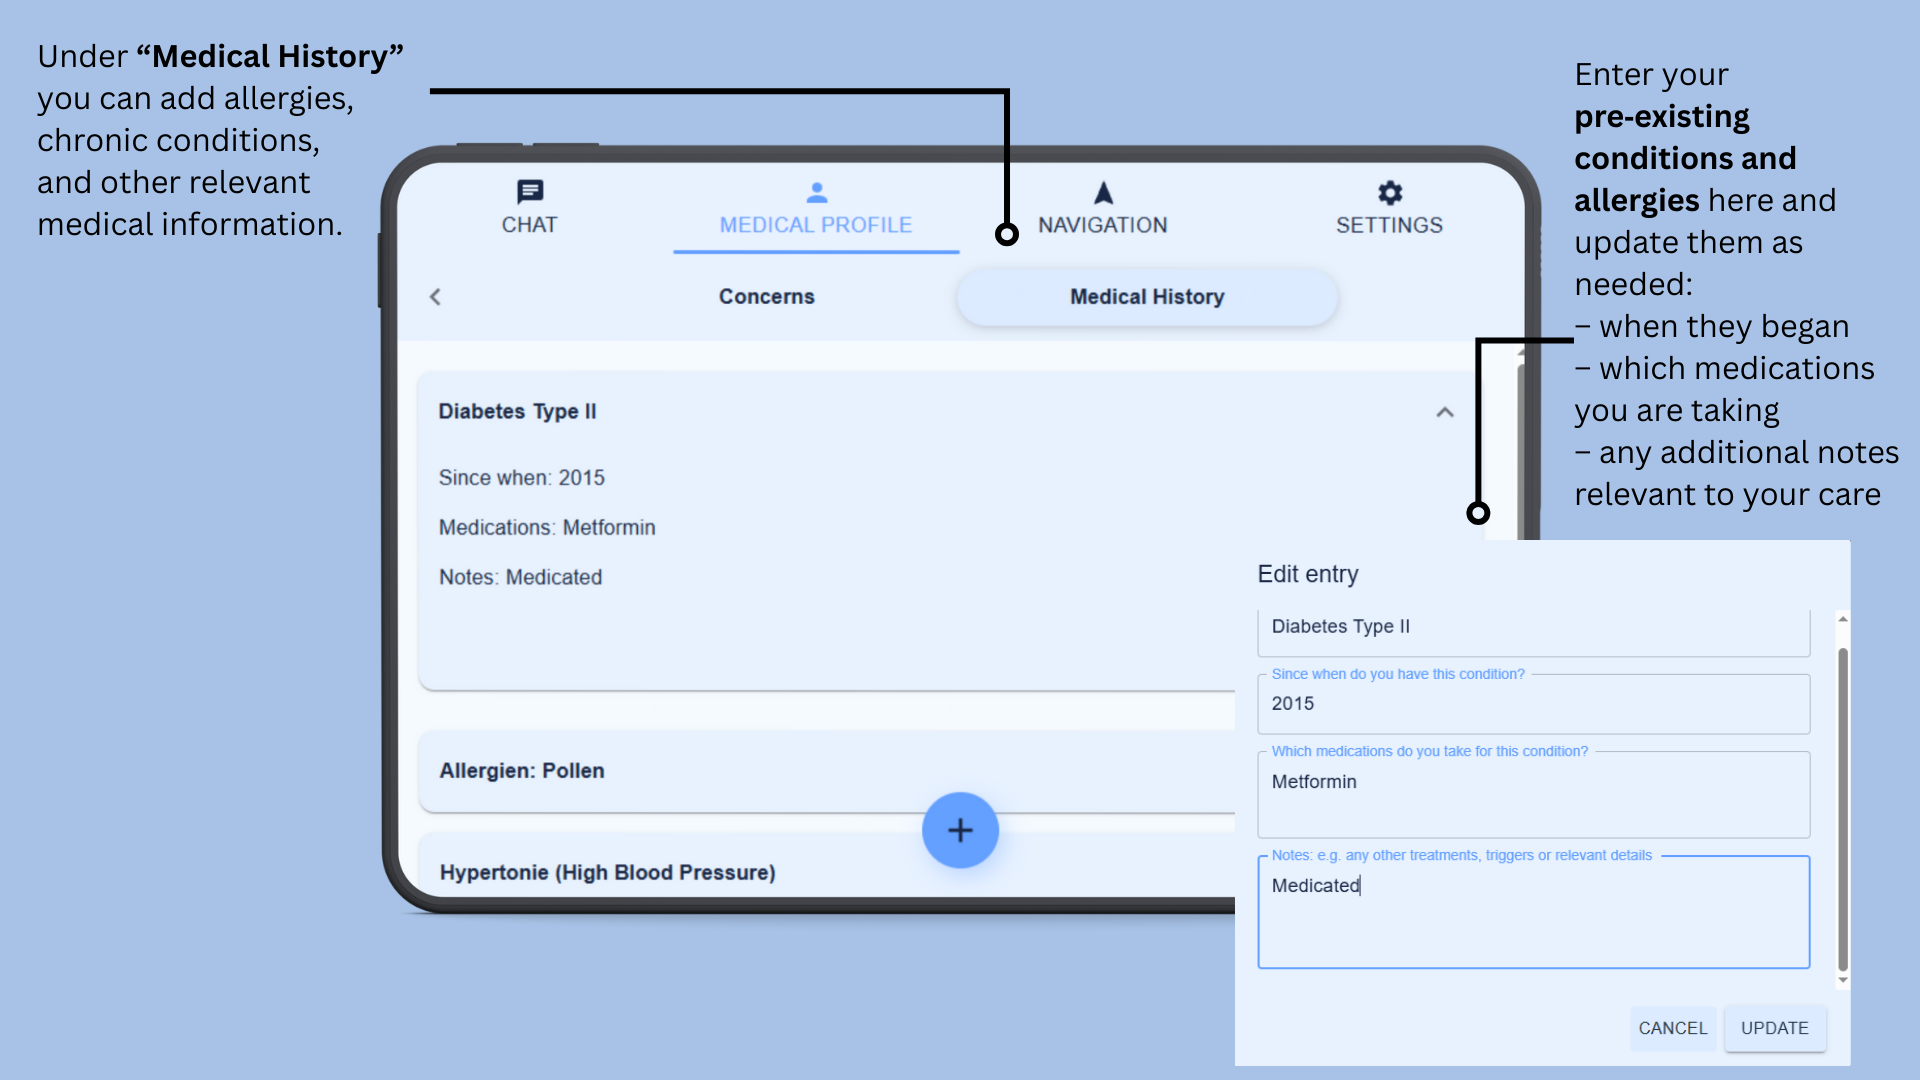 Under “Medical History”
you can add allergies,
chronic conditions,
and other relevant
medical information.
Enter your
pre-existing
conditions and
allergies here and
update them as
needed:
– when they began
– which medications
you are taking
– any additional notes
relevant to your care
CHAT
MEDICAL PROFILE
NAVIGATION
SETTINGS
Concerns
Medical History
Diabetes Type II
Since when: 2015
Medications: Metformin
Notes: Medicated
Allergien: Pollen
Hypertonie (High Blood Pressure)
Edit entry
Diabetes Type II
Since when do you have this condition?
2015
Which medications do you take for this condition?
Metformin
Notes: e.g. any other treatments, triggers or relevant details
Medicated
CANCEL
UPDATE